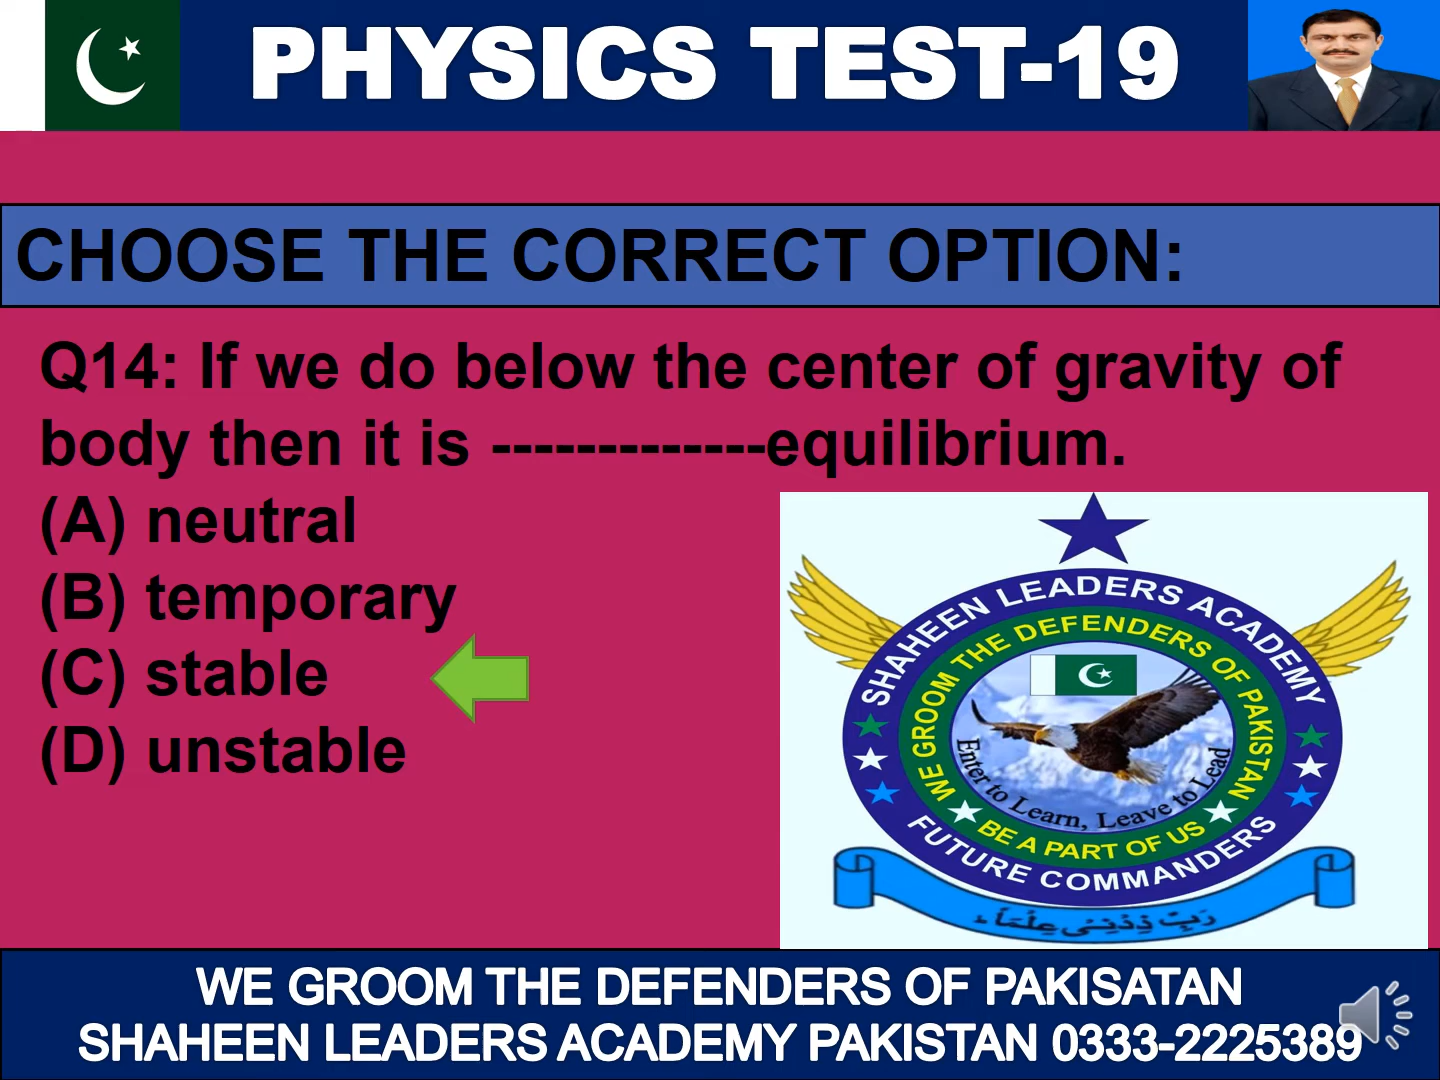 PHYSICS TEST-19
CHOOSE THE CORRECT OPTION:
Q14: If we do below the center of gravity of
body then it is -------------equilibrium.
(A) neutral
(B) temporary
(C) stable
(D) unstable
SHAHEEN LEADERS ACADEMY
WE GROOM THE DEFENDERS OF PAKISTAN
Enter to Learn, Leave to Lead
BE A PART OF US
FUTURE COMMANDERS
رَبِّ زِدْنِىْ عِلْمَاً
WE GROOM THE DEFENDERS OF PAKISATAN
SHAHEEN LEADERS ACADEMY PAKISTAN 0333-2225389